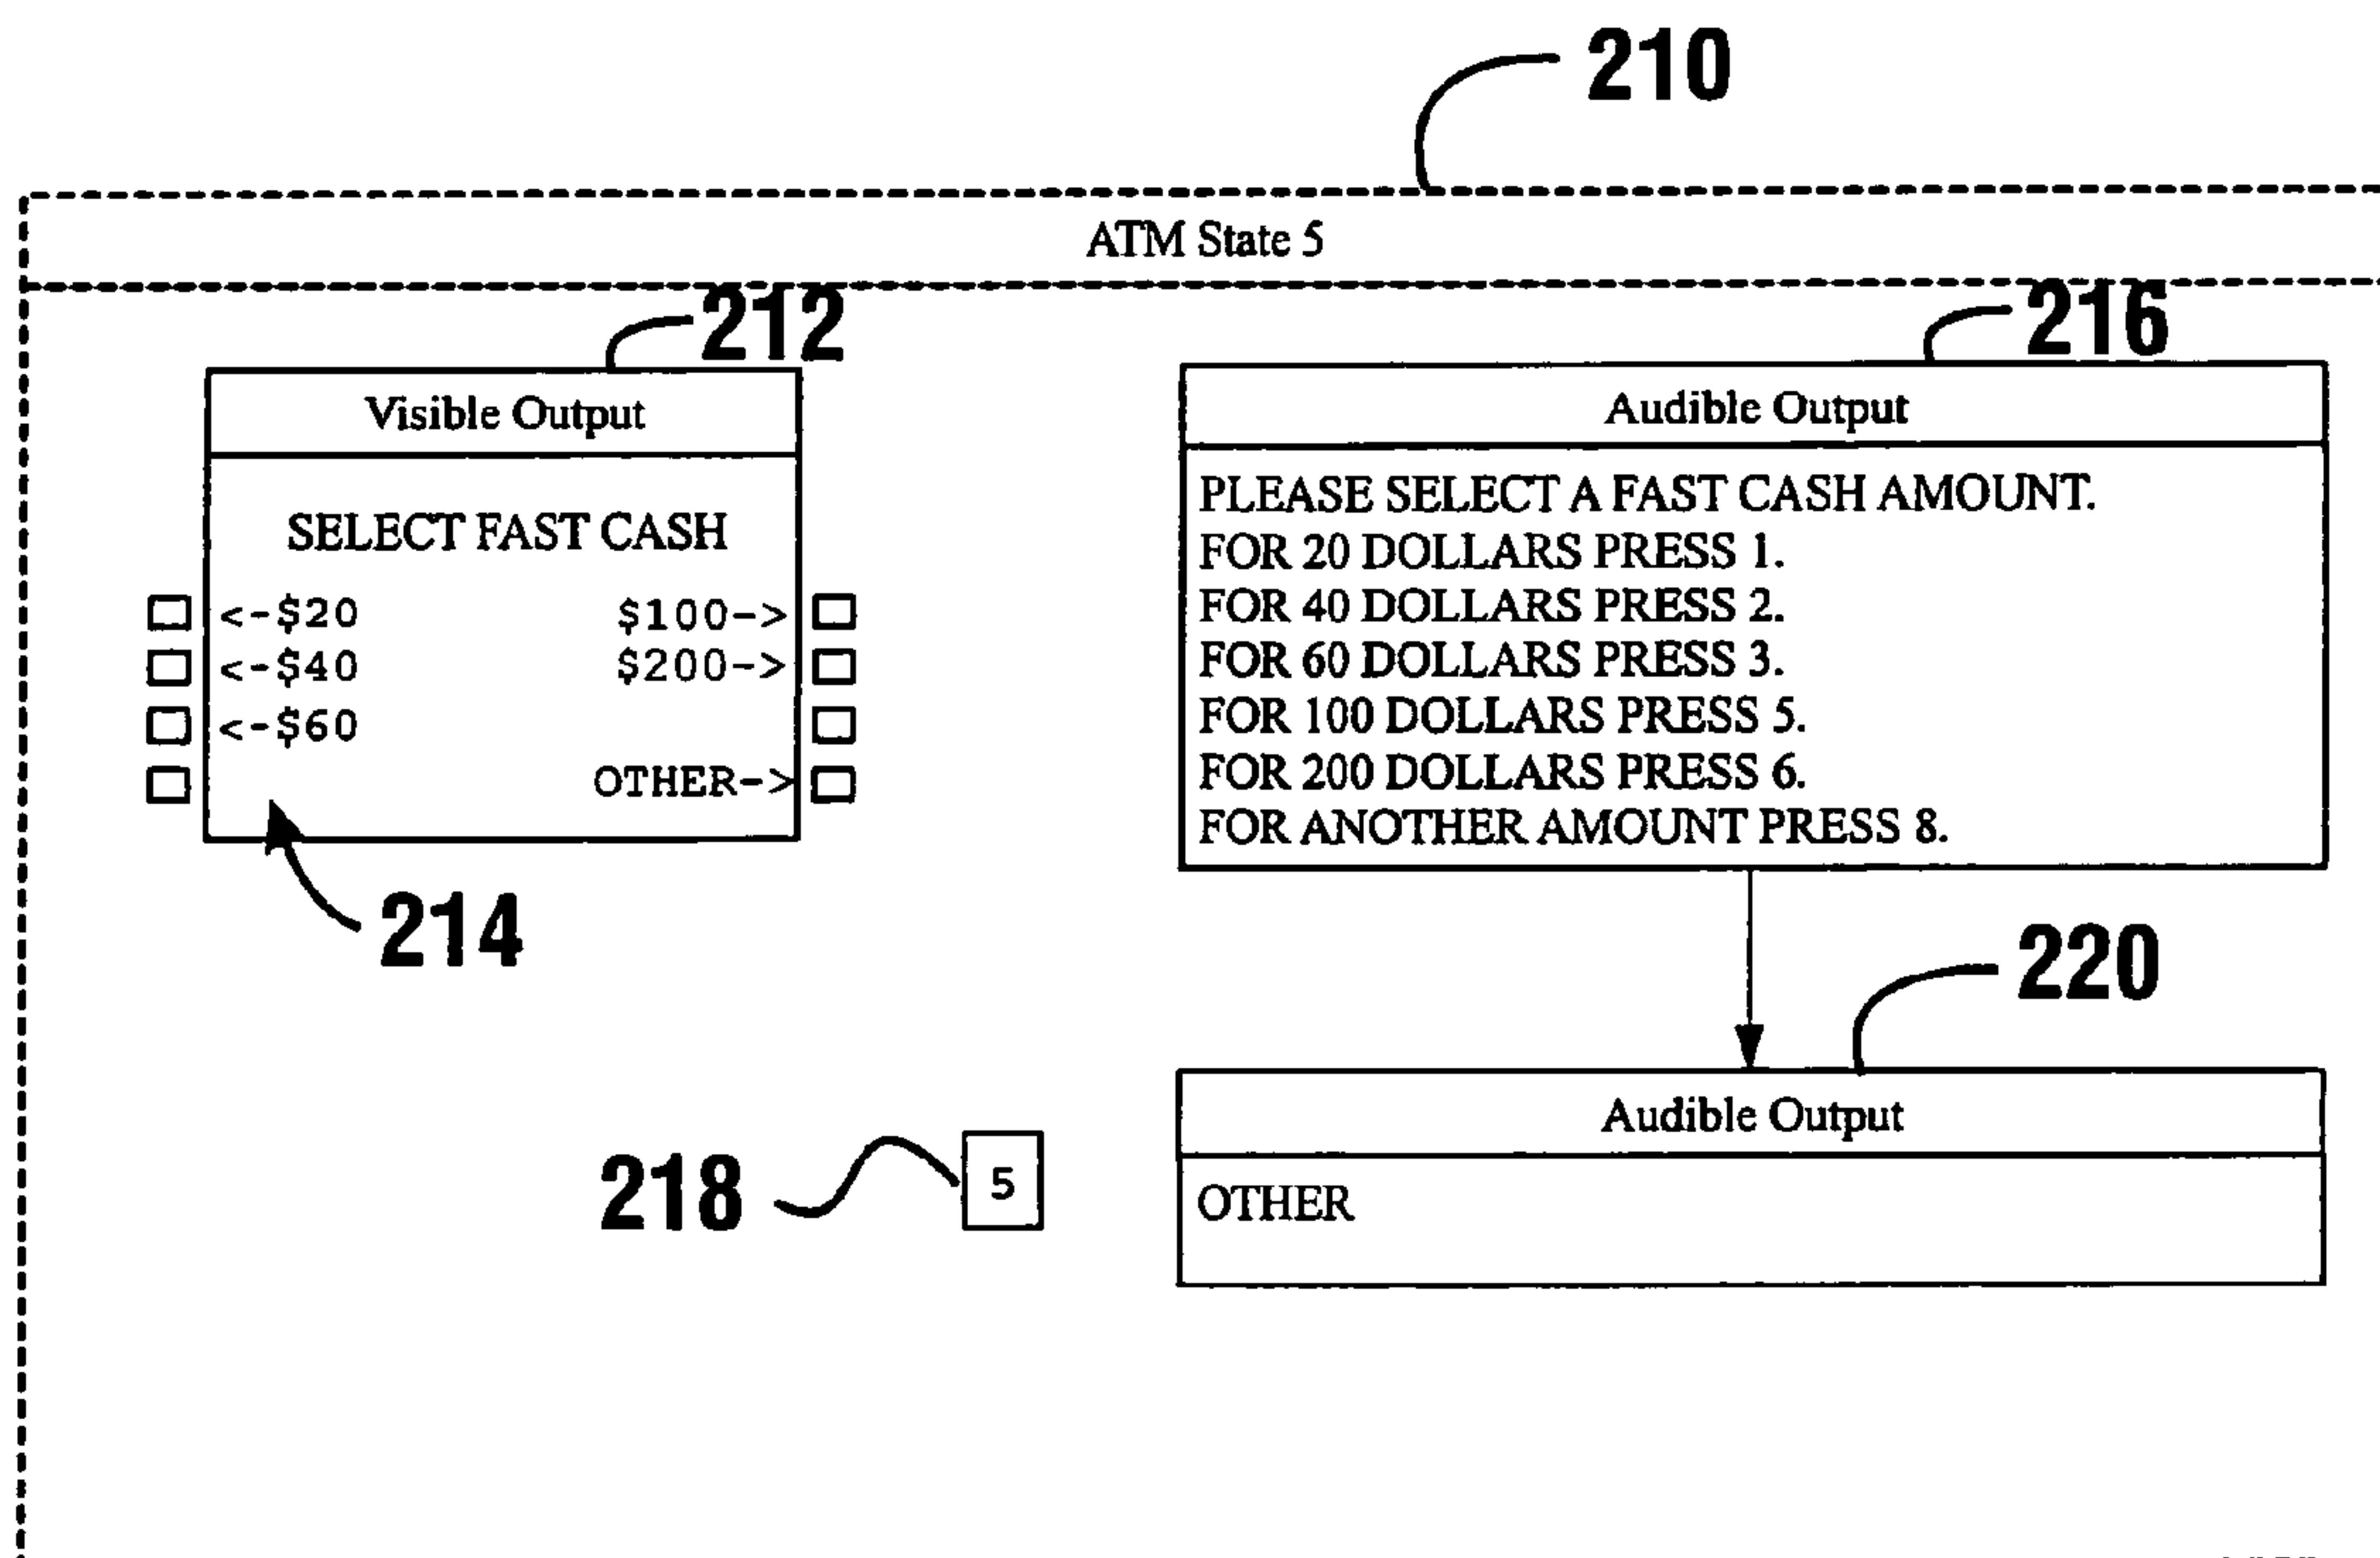 210
ATM State 5
212
216
Visible Output
SELECT FAST CASH
<-$20 $100->
<-$40 $200->
<-$60
OTHER->
214
Audible Output
PLEASE SELECT A FAST CASH AMOUNT.
FOR 20 DOLLARS PRESS 1.
FOR 40 DOLLARS PRESS 2.
FOR 60 DOLLARS PRESS 3.
FOR 100 DOLLARS PRESS 5.
FOR 200 DOLLARS PRESS 6.
FOR ANOTHER AMOUNT PRESS 8.
220
218
5
Audible Output
OTHER